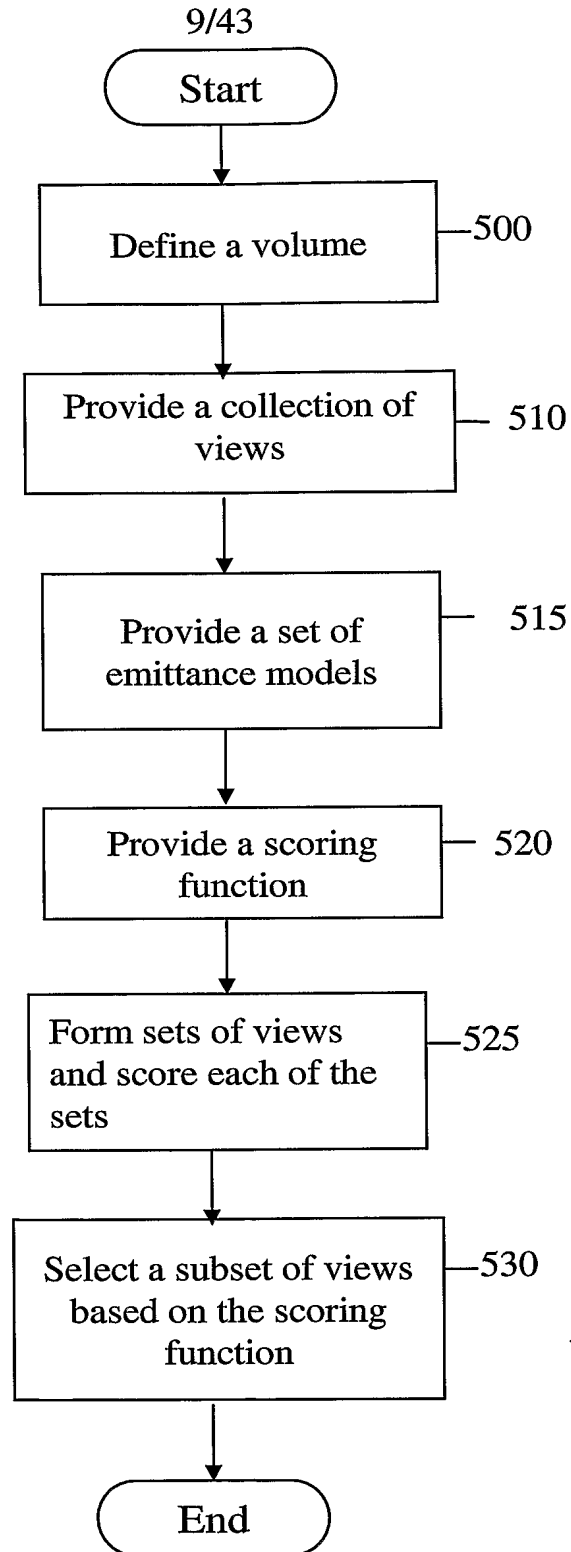 9/43
Start
Define a volume
500
Provide a collection of
views
510
Provide a set of
emittance models
515
Provide a scoring
function
520
Form sets of views
and score each of the
sets
525
Select a subset of views
based on the scoring
function
530
End